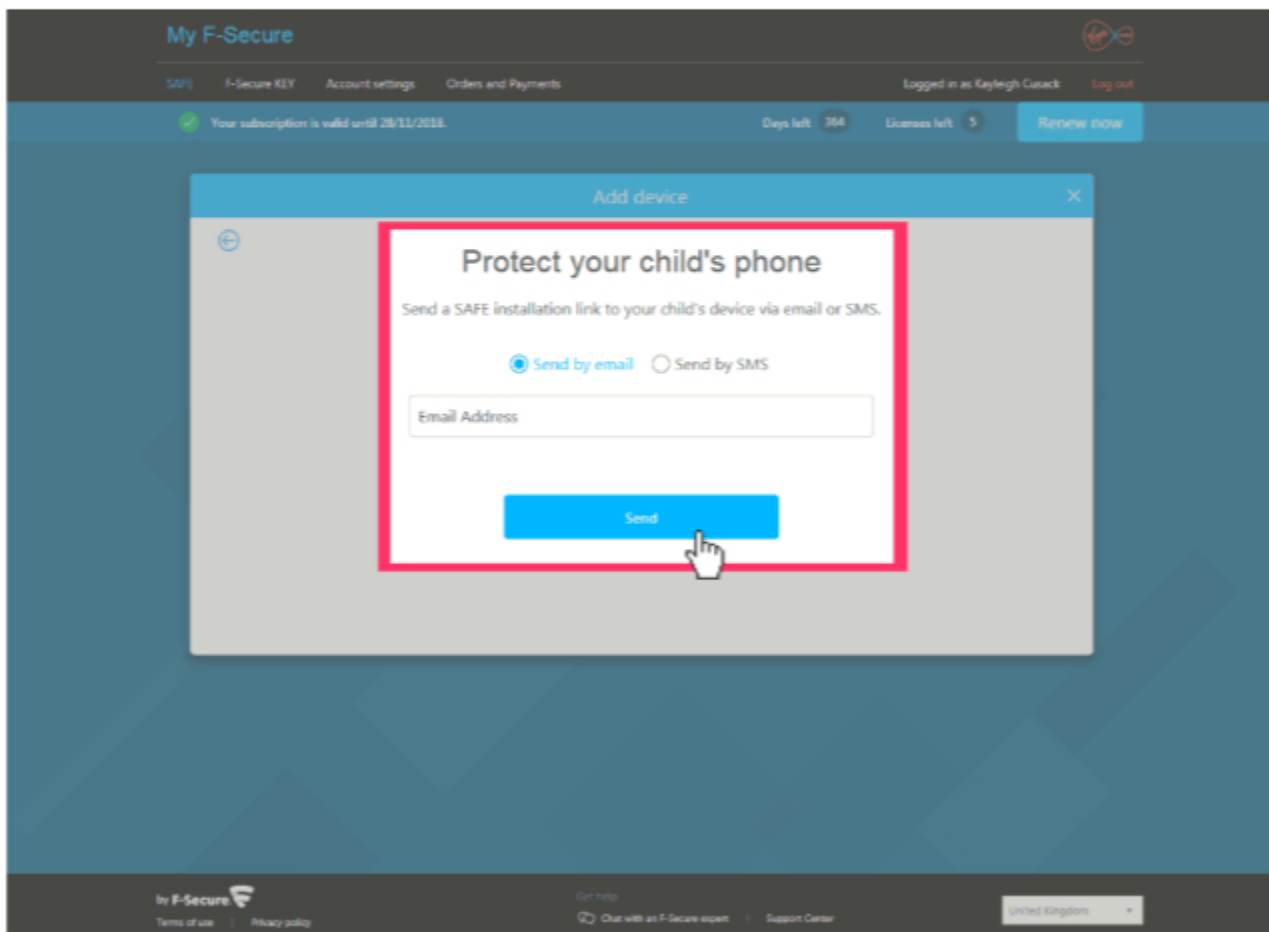 My F-Secure
SAFE F-Secure KEY Account settings Orders and Payments Logged in as Kayleigh Cusack Log out
Your subscription is valid until 28/11/2018. Days left 364 Licenses left 5 Renew now
Add device
Protect your child's phone
Send a SAFE installation link to your child's device via email or SMS.
Send by email Send by SMS
Email Address
Send
by F-Secure
Get help
Terms of use | Privacy policy
Chat with an F-Secure expert | Support Center
United Kingdom